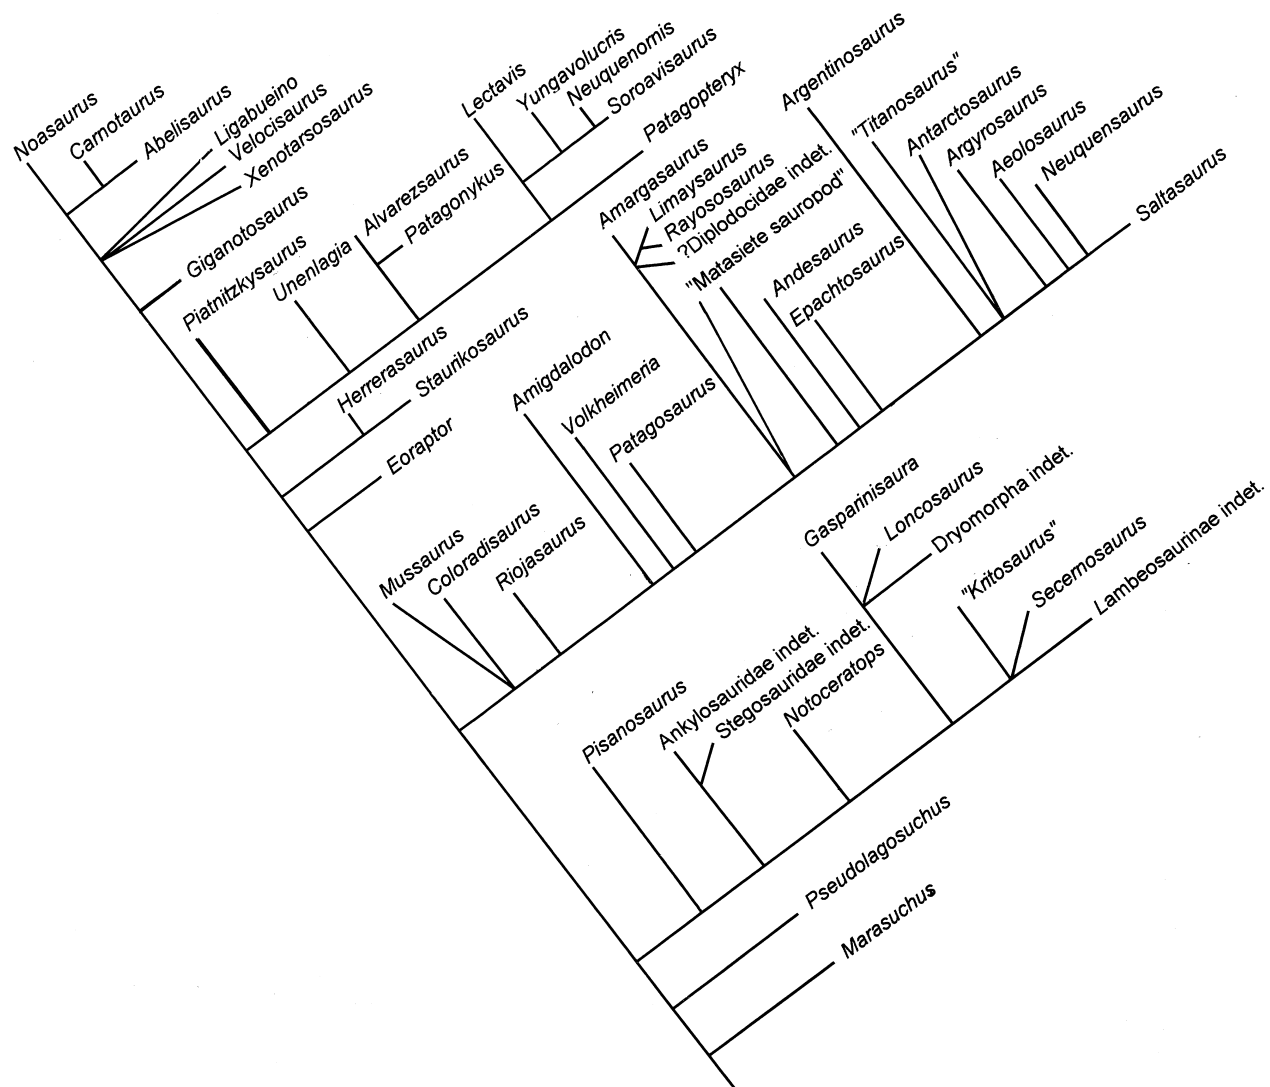 Noasaurus
Carnotaurus
Abelisaurus
Ligabueino
Velocisaurus
Xenotarsosaurus
Giganotosaurus
Piatnitzkysaurus
Unenlagia
Alvarezsaurus
Patagonykus
Lectavis
Yungavolucris
Neuquenornis
Soroavisaurus
Patagopteryx
Herrerasaurus
Staurikosaurus
Eoraptor
Mussaurus
Coloradisaurus
Riojasaurus
Amigdalodon
Volkheimeria
Patagosaurus
Amargasaurus
Limaysaurus
Rayososaurus
?Diplodocidae indet.
"Matasiete sauropod"
Andesaurus
Epachtosaurus
Argentinosaurus
"Titanosaurus"
Antarctosaurus
Argyrosaurus
Aeolosaurus
Neuquensaurus
Saltasaurus
Pisanosaurus
Ankylosauridae indet.
Stegosauridae indet.
Notoceratops
Gasparinisaura
Loncosaurus
Dryomorpha indet.
"Kritosaurus"
Secernosaurus
Lambeosaurinae indet.
Pseudolagosuchus
Marasuchus